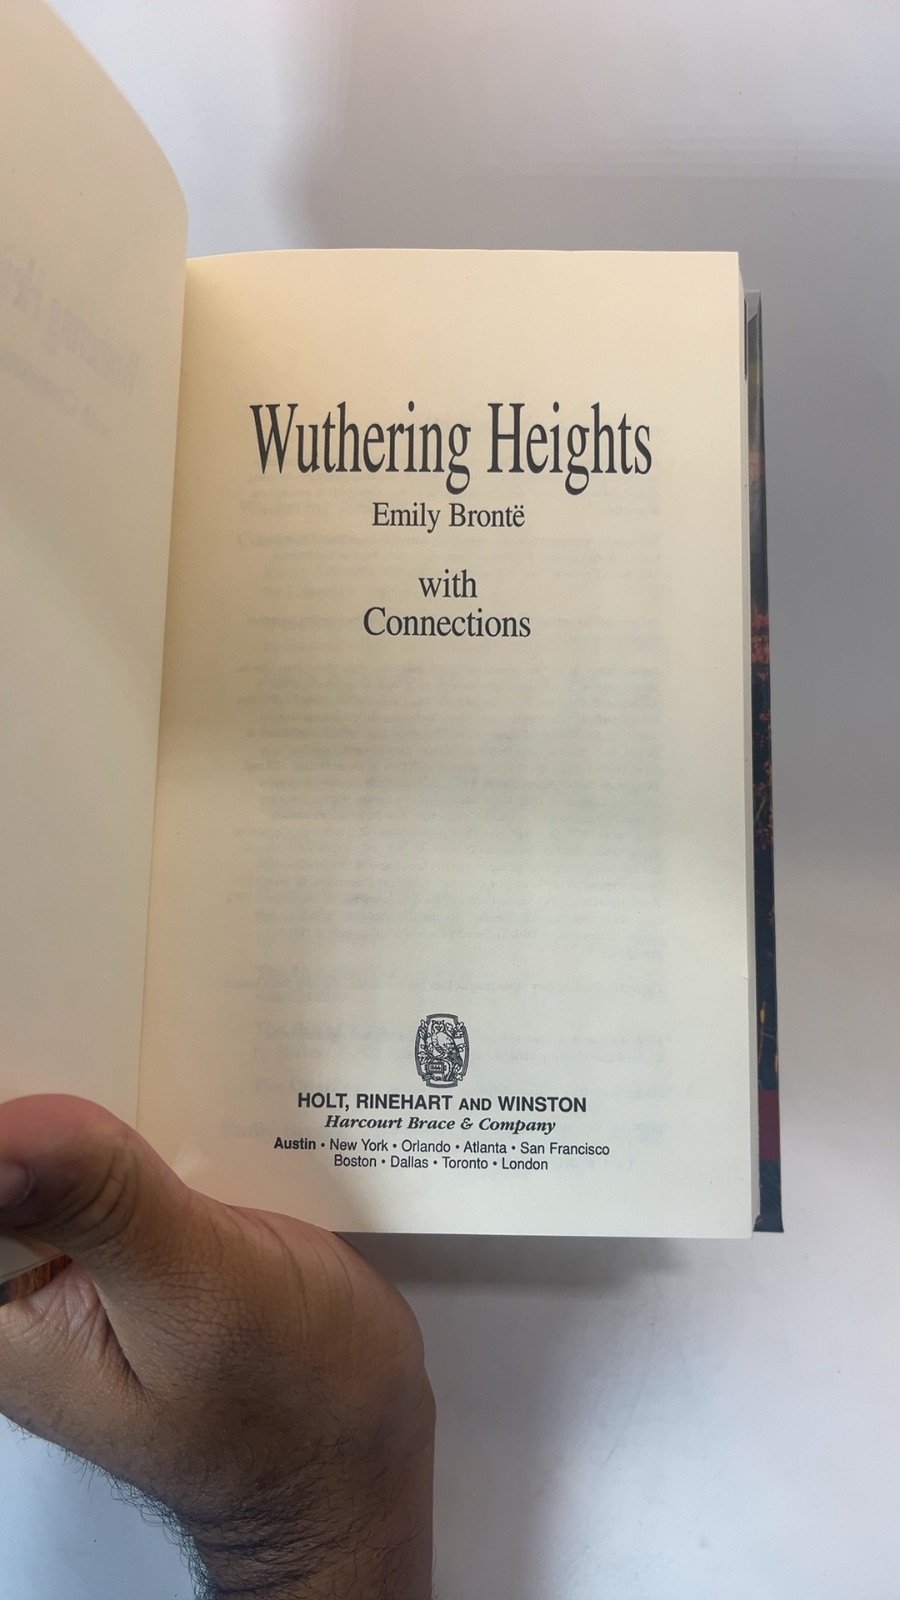 Wuthering Heights
Emily Brontë
with
Connections
HOLT, RINEHART AND WINSTON
Harcourt Brace & Company
Austin • New York • Orlando • Atlanta • San Francisco
Boston • Dallas • Toronto • London